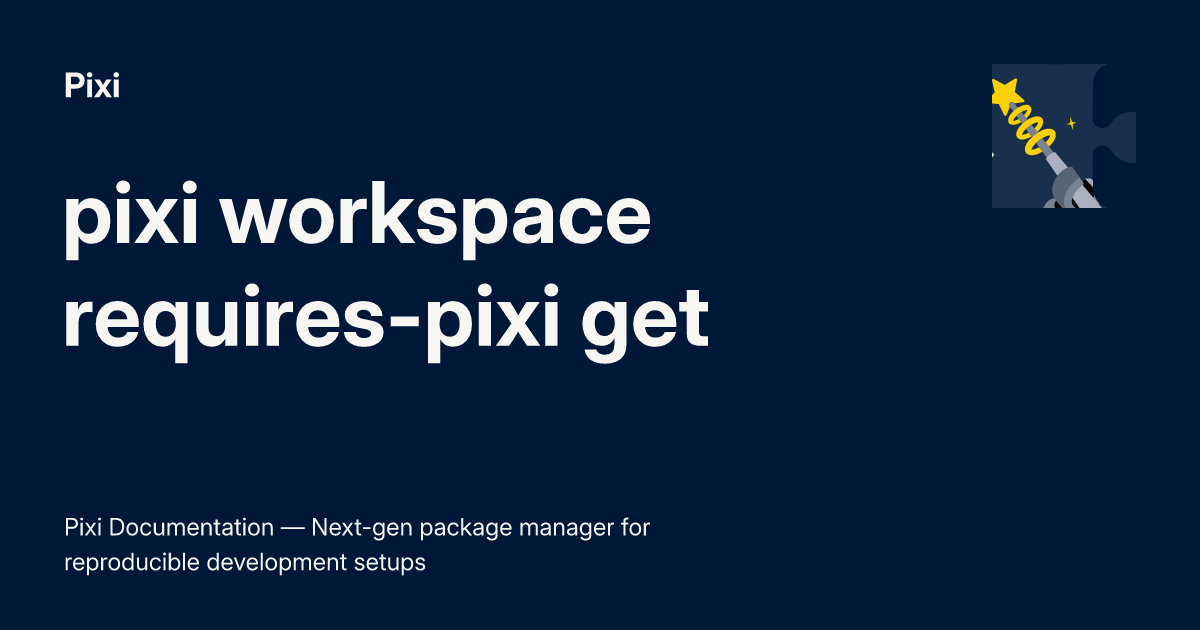 Pixi
pixi workspace
requires-pixi get
Pixi Documentation — Next-gen package manager for
reproducible development setups